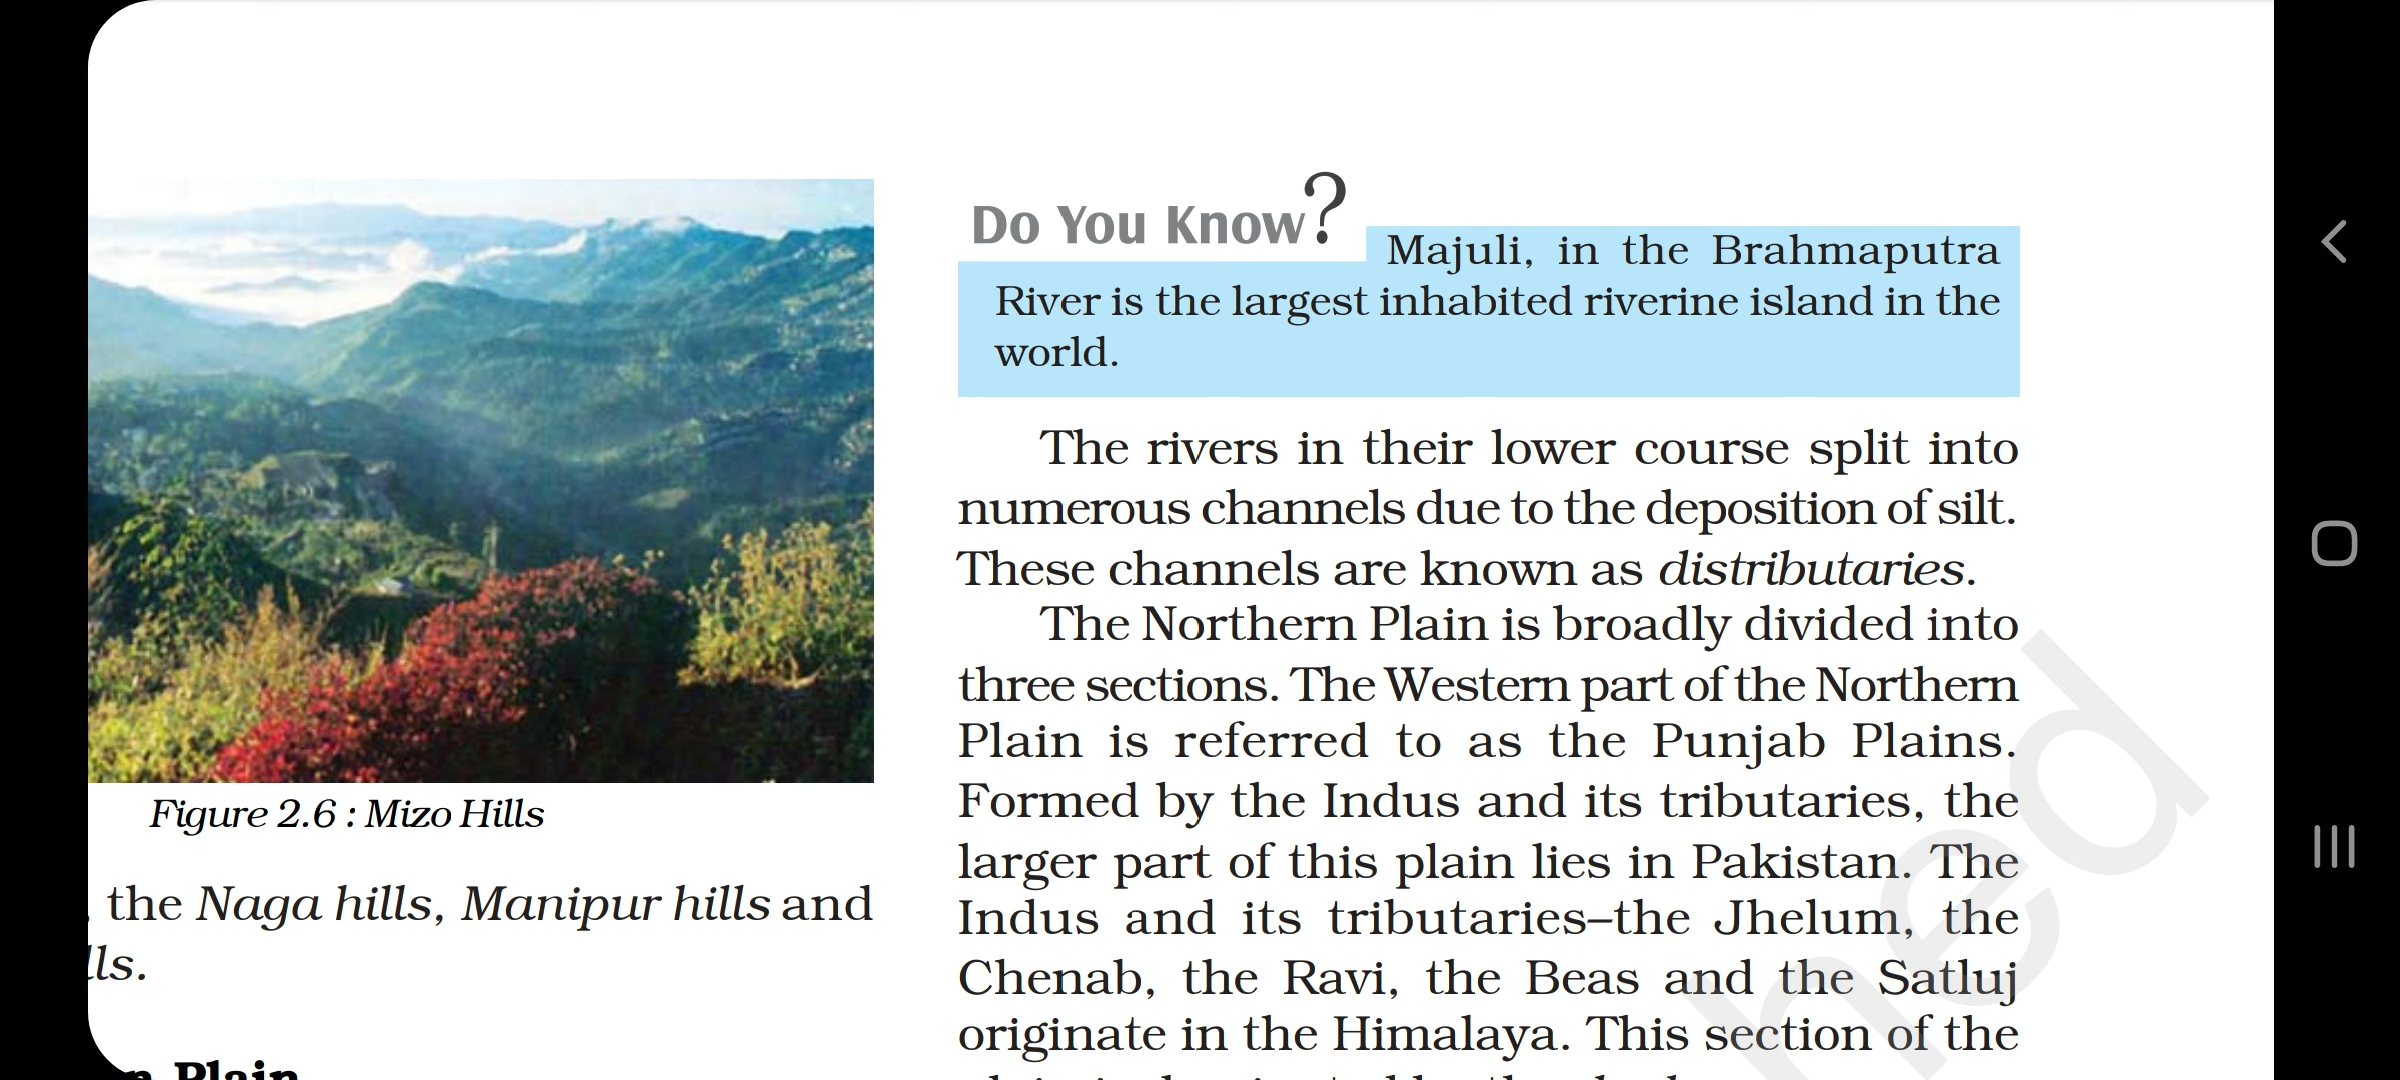 Figure 2.6 : Mizo Hills
, the Naga hills, Manipur hills and
lls.
n Plain
Do You Know?
Majuli, in the Brahmaputra
River is the largest inhabited riverine island in the
world.
The rivers in their lower course split into
numerous channels due to the deposition of silt.
These channels are known as distributaries.
The Northern Plain is broadly divided into
three sections. The Western part of the Northern
Plain is referred to as the Punjab Plains.
Formed by the Indus and its tributaries, the
larger part of this plain lies in Pakistan. The
Indus and its tributaries–the Jhelum, the
Chenab, the Ravi, the Beas and the Satluj
originate in the Himalaya. This section of the
hed